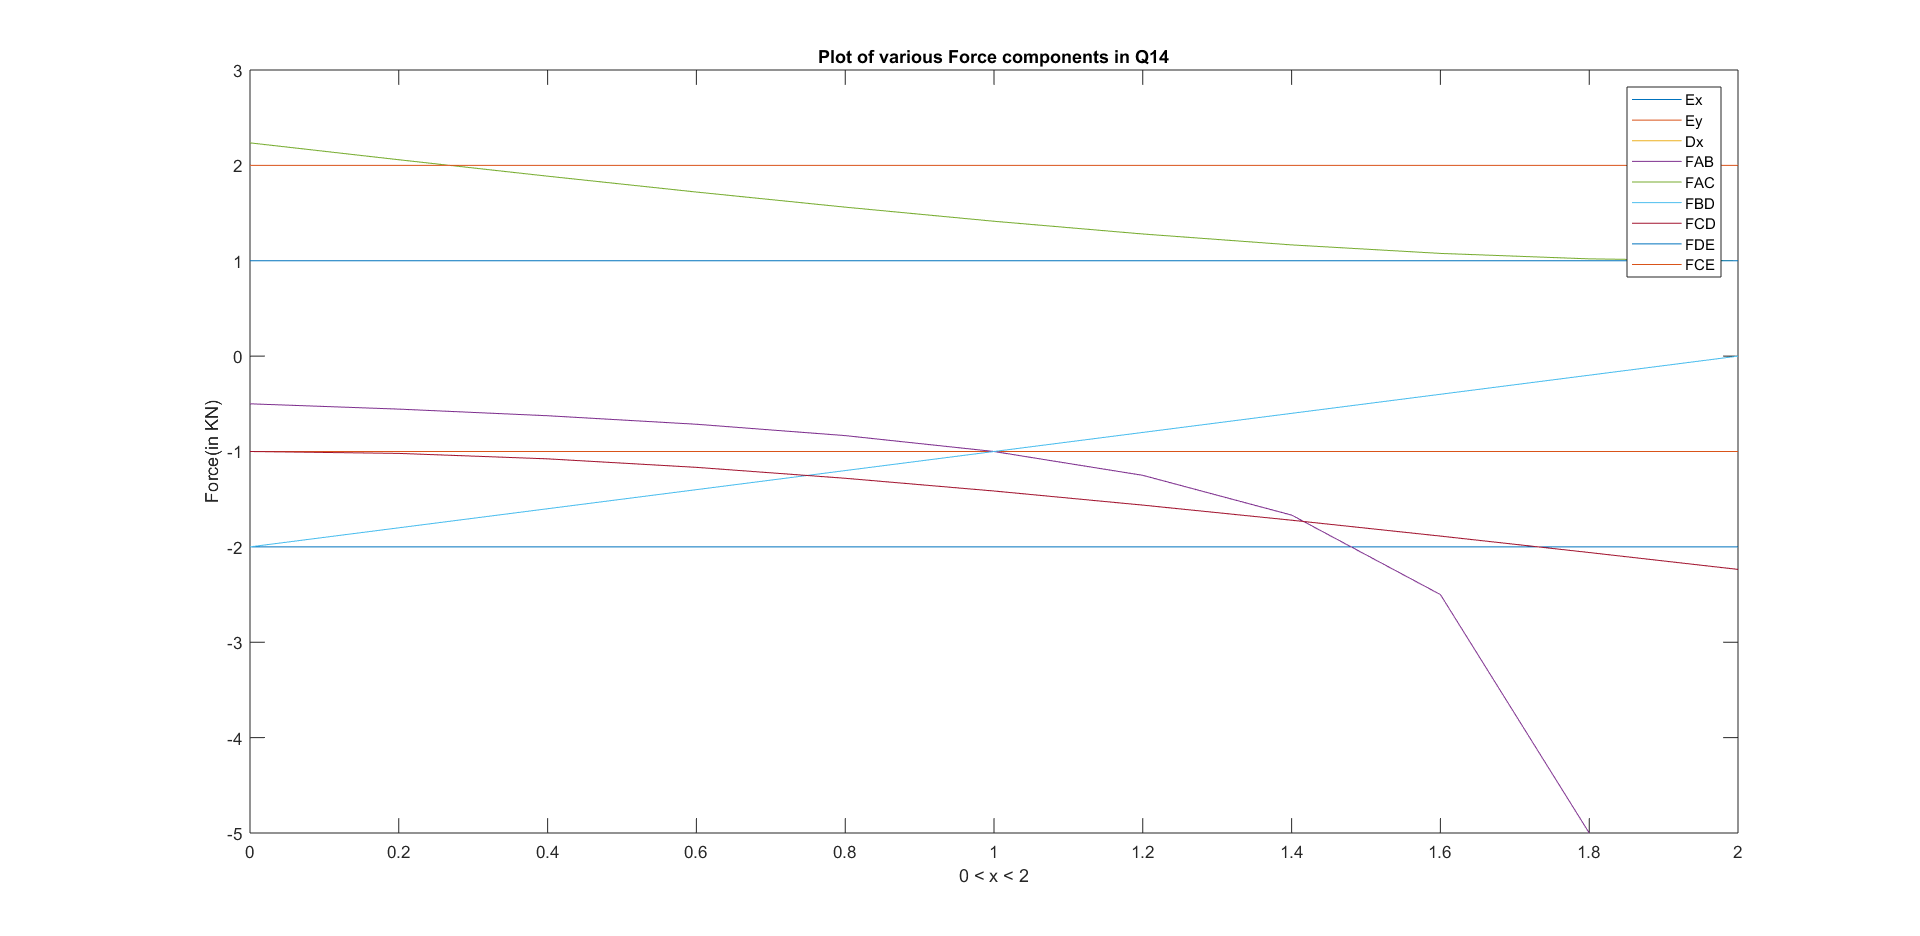 Plot of various Force components in Q14
3
2
1
0
-1
-2
-3
-4
-5
Force(in KN)
Ex
Ey
Dx
FAB
FAC
FBD
FCD
FDE
FCE
0 0.2 0.4 0.6 0.8 1 1.2 1.4 1.6 1.8 2
0 < x < 2